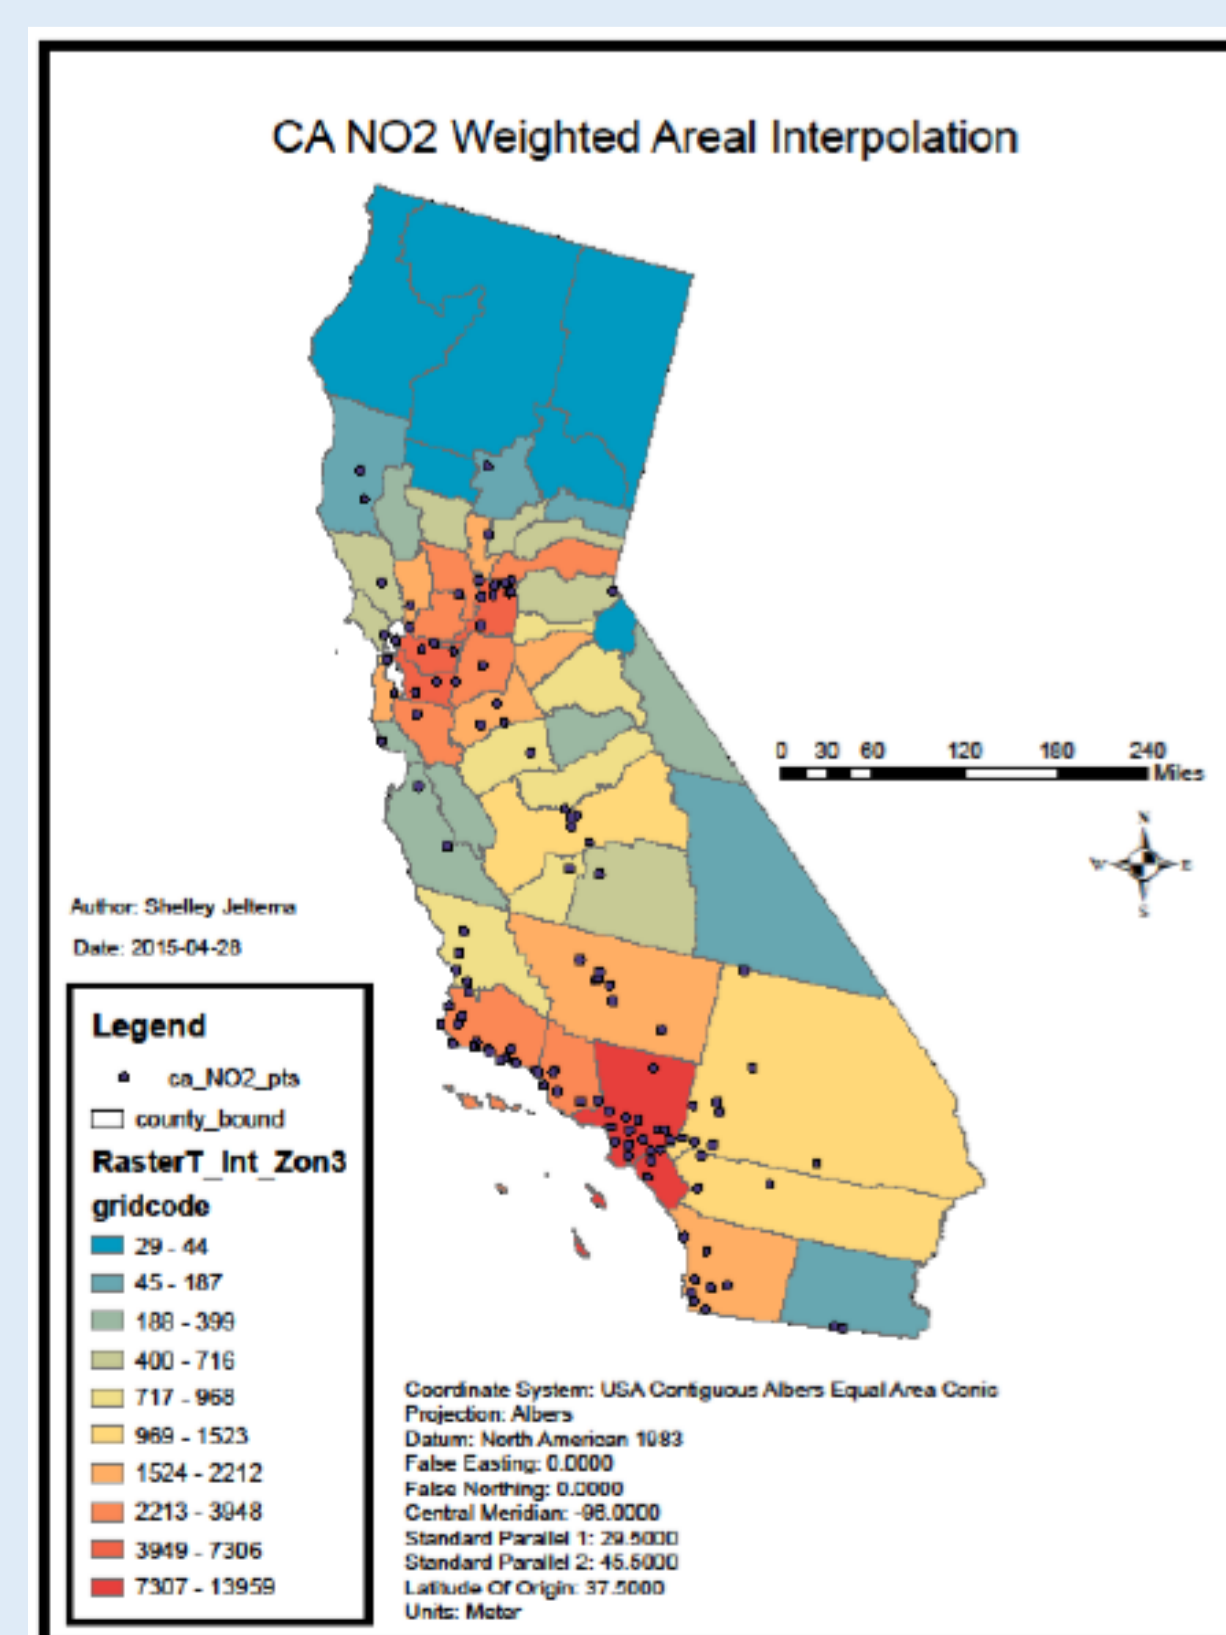 CA NO2 Weighted Areal Interpolation
0 30 60 120 180 240
Miles
N
W E
S
Author: Shelley Jeltema
Date: 2015-04-28
Legend
ca_NO2_pts
county_bound
RasterT_Int_Zon3
gridcode
29 - 44
45 - 187
188 - 399
400 - 716
717 - 968
969 - 1523
1524 - 2212
2213 - 3948
3949 - 7306
7307 - 13959
Coordinate System: USA Contiguous Albers Equal Area Conic
Projection: Albers
Datum: North American 1983
False Easting: 0.0000
False Northing: 0.0000
Central Meridian: -96.0000
Standard Parallel 1: 29.5000
Standard Parallel 2: 45.5000
Latitude Of Origin: 37.5000
Units: Meter